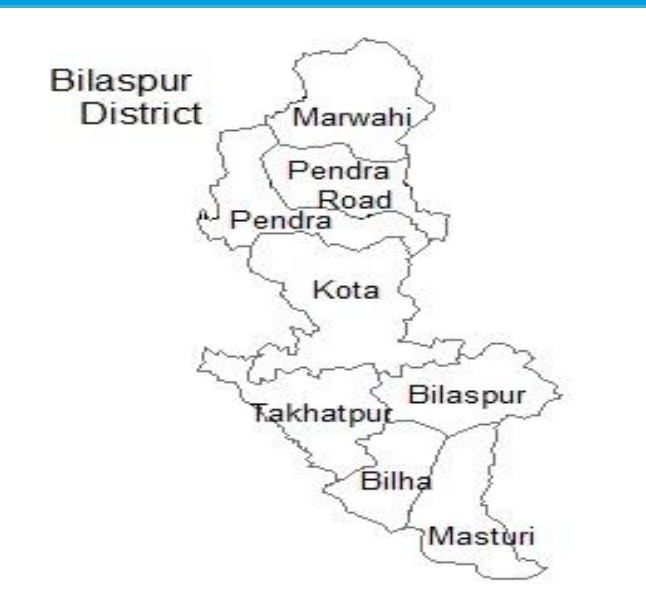 Bilaspur
District
Marwahi
Pendra
Road
Pendra
Kota
Bilaspur
Takhatpur
Bilha
Masturi